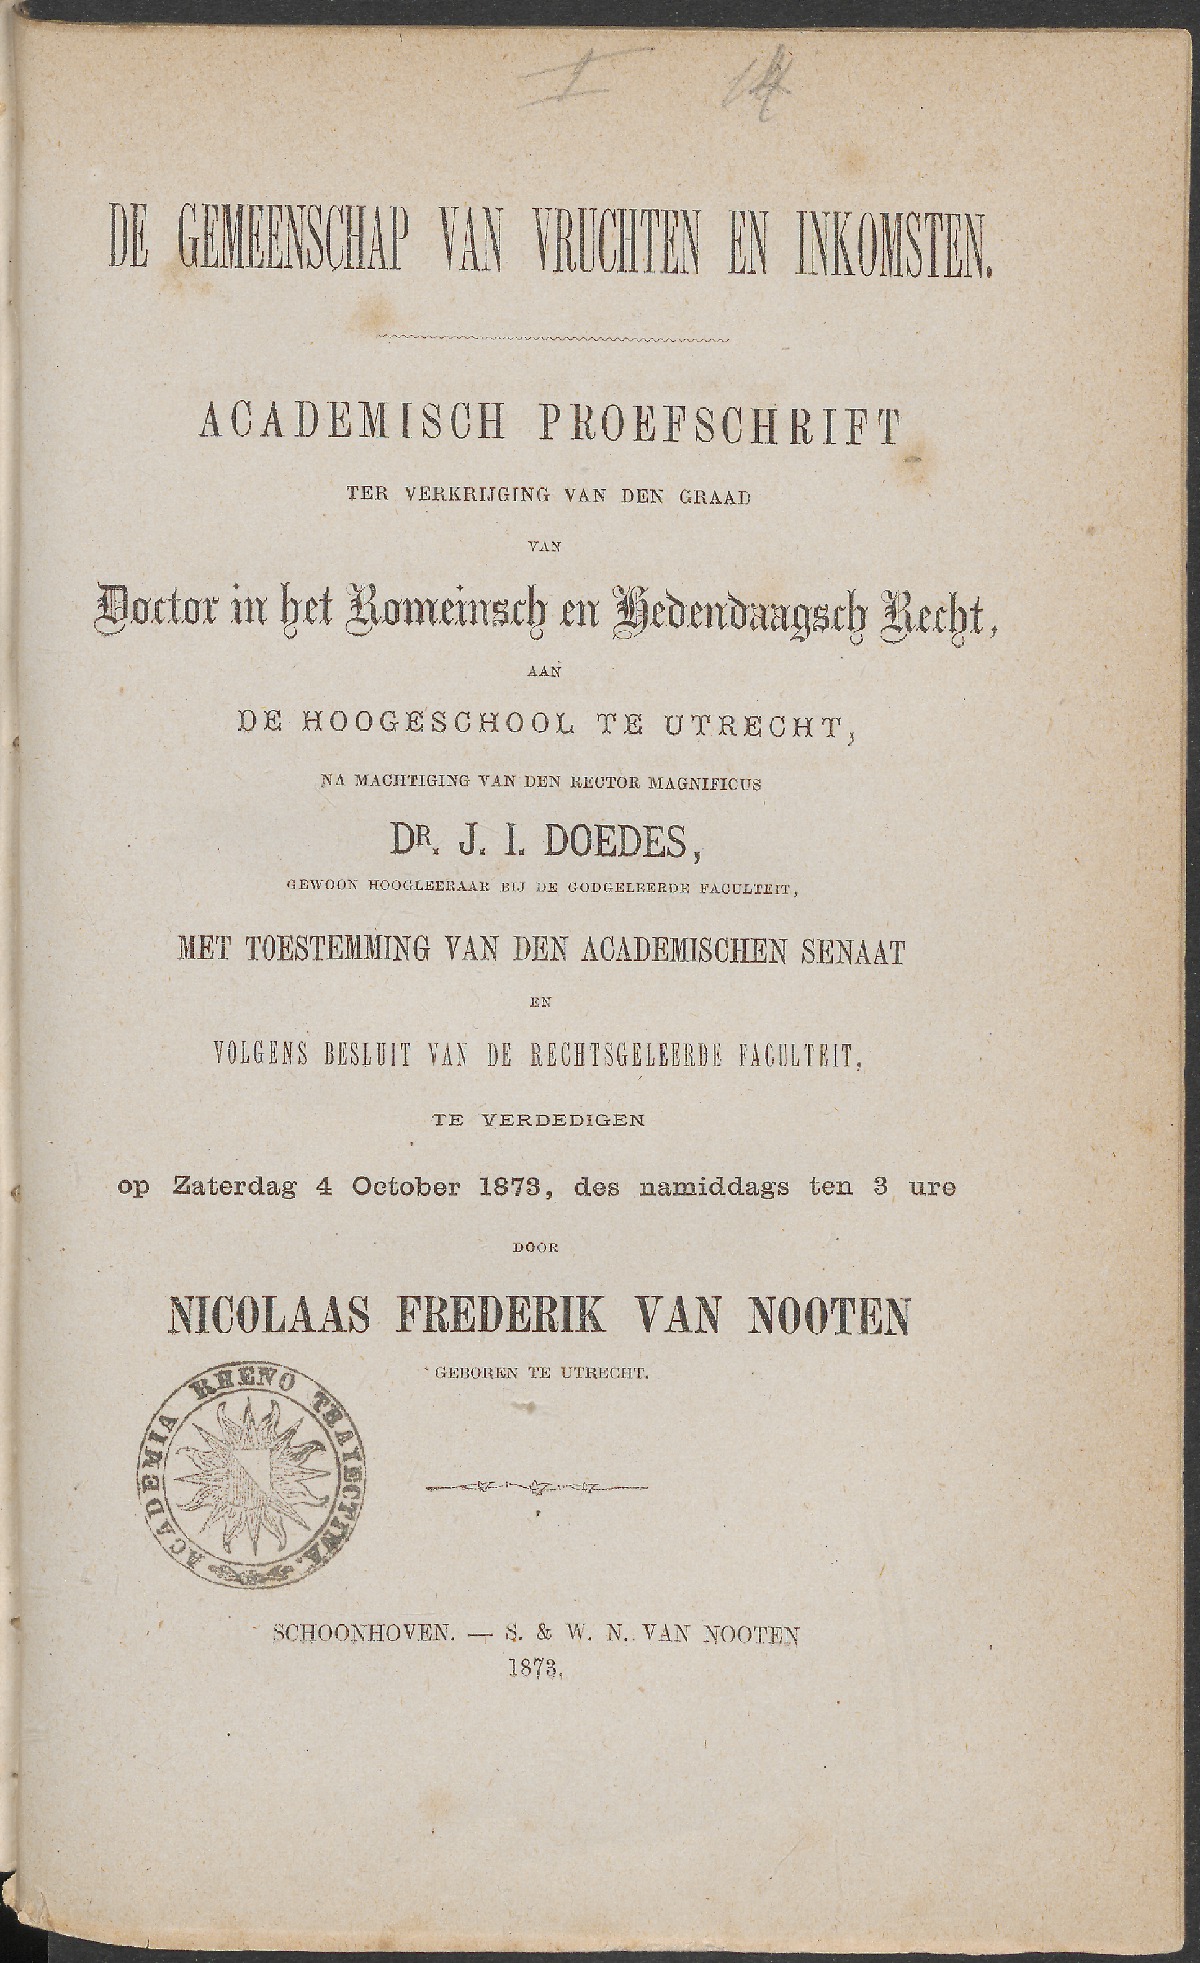 I 14
DE GEMEENSCHAP VAN VRUCHTEN EN INKOMSTEN.
ACADEMISCH PROEFSCHRIFT
TER VERKRIJGING VAN DEN GRAAD
VAN
Doctor in het Romeinsch en Hedendaagsch Recht,
AAN
DE HOOGESCHOOL TE UTRECHT,
NA MACHTIGING VAN DEN RECTOR MAGNIFICUS
DR. J. I. DOEDES,
GEWOON HOOGLEERAAR BIJ DE GODGELEERDE FACULTEIT,
MET TOESTEMMING VAN DEN ACADEMISCHEN SENAAT
EN
VOLGENS BESLUIT VAN DE RECHTSGELEERDE FACULTEIT,
TE VERDEDIGEN
op Zaterdag 4 October 1873, des namiddags ten 3 ure
DOOR
NICOLAAS FREDERIK VAN NOOTEN
GEBOREN TE UTRECHT.
ACADEMIA RHENO TRAIECTINA.
SCHOONHOVEN. — S. & W. N. VAN NOOTEN
1873.